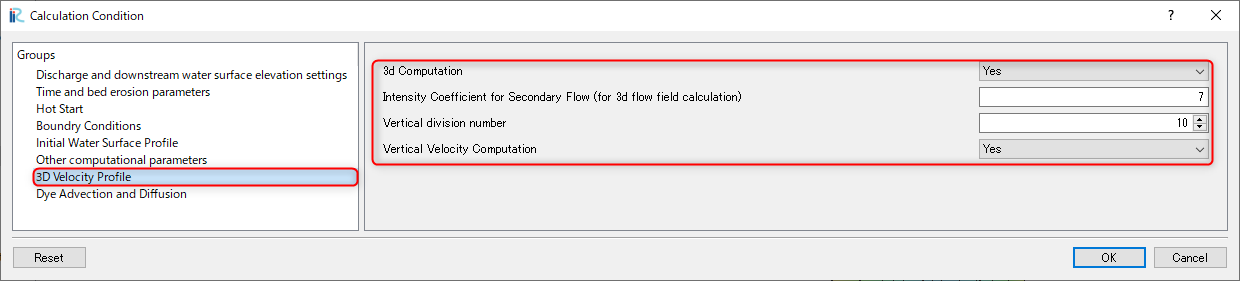 iRIC
Calculation Condition
?
Groups
Discharge and downstream water surface elevation settings
Time and bed erosion parameters
Hot Start
Boundry Conditions
Initial Water Surface Profile
Other computational parameters
3D Velocity Profile
Dye Advection and Diffusion
3d Computation Yes
Intensity Coefficient for Secondary Flow (for 3d flow field calculation) 7
Vertical division number 10
Vertical Velocity Computation Yes
Reset OK Cancel